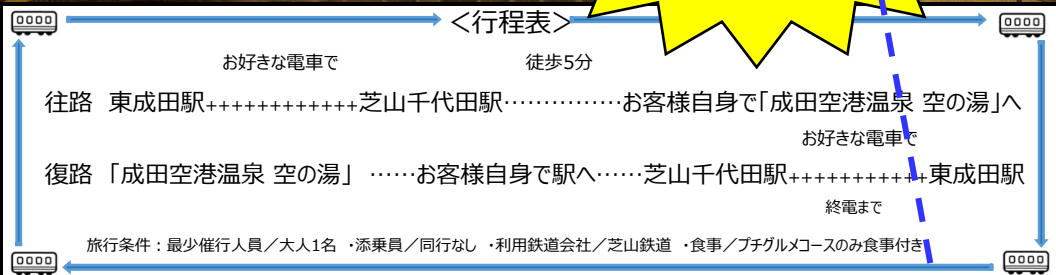 ＜行程表＞
お好きな電車で 徒歩5分
往路 東成田駅++++++++++++芝山千代田駅……………お客様自身で｢成田空港温泉 空の湯｣へ
お好きな電車で
復路 ｢成田空港温泉 空の湯｣ ……お客様自身で駅へ……芝山千代田駅+++++++++++東成田駅
終電まで
旅行条件：最少催行人員／大人1名 ・添乗員／同行なし ・利用鉄道会社／芝山鉄道 ・食事／プチグルメコースのみ食事付き